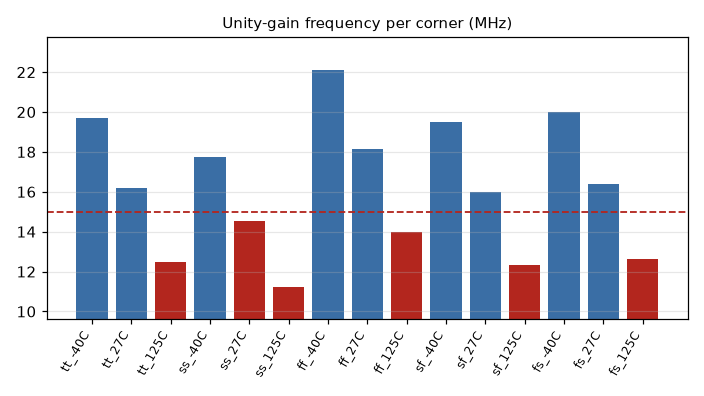 Unity-gain frequency per corner (MHz)
22
20
18
16
14
12
10
tt_-40C
tt_27C
tt_125C
ss_-40C
ss_27C
ss_125C
ff_-40C
ff_27C
ff_125C
sf_-40C
sf_27C
sf_125C
fs_-40C
fs_27C
fs_125C